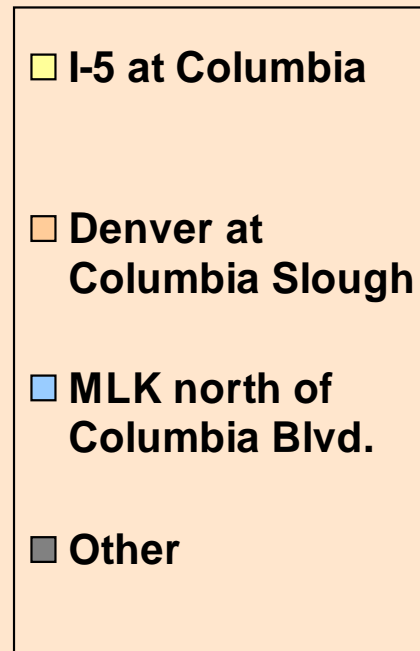 I-5 at Columbia
Denver at
Columbia Slough
MLK north of
Columbia Blvd.
Other